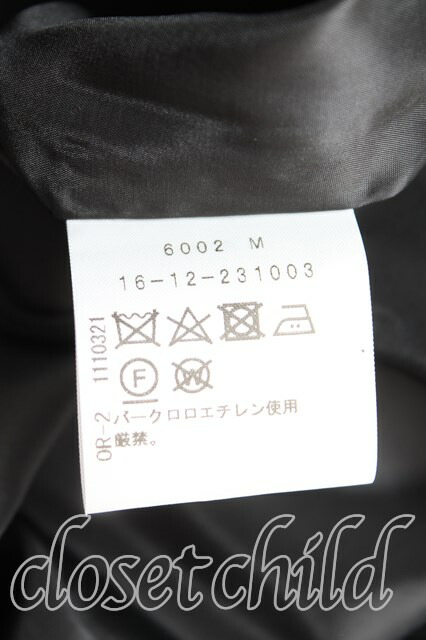 6002 M
16-12-231003
OR-2 1110321
F
W
パークロロエチレン使用
厳禁。
closet child